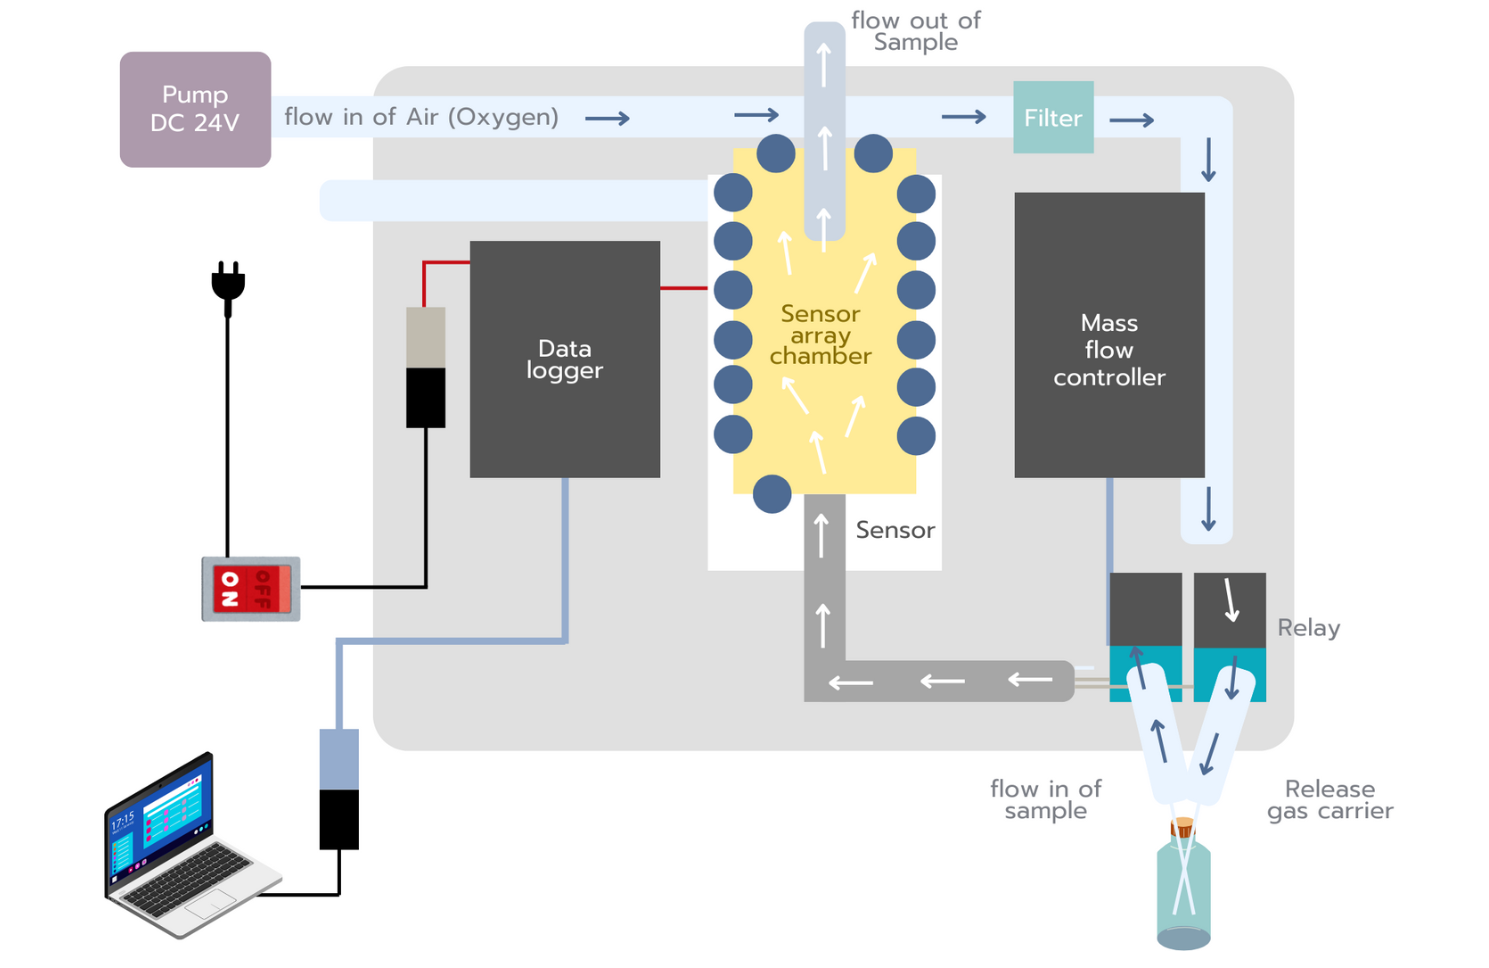 flow out of
Sample
Pump
DC 24V
flow in of Air (Oxygen)
Filter
Sensor
array
chamber
Data
logger
Mass
flow
controller
Sensor
ON
OFF
Relay
flow in of
sample
Release
gas carrier
17:15